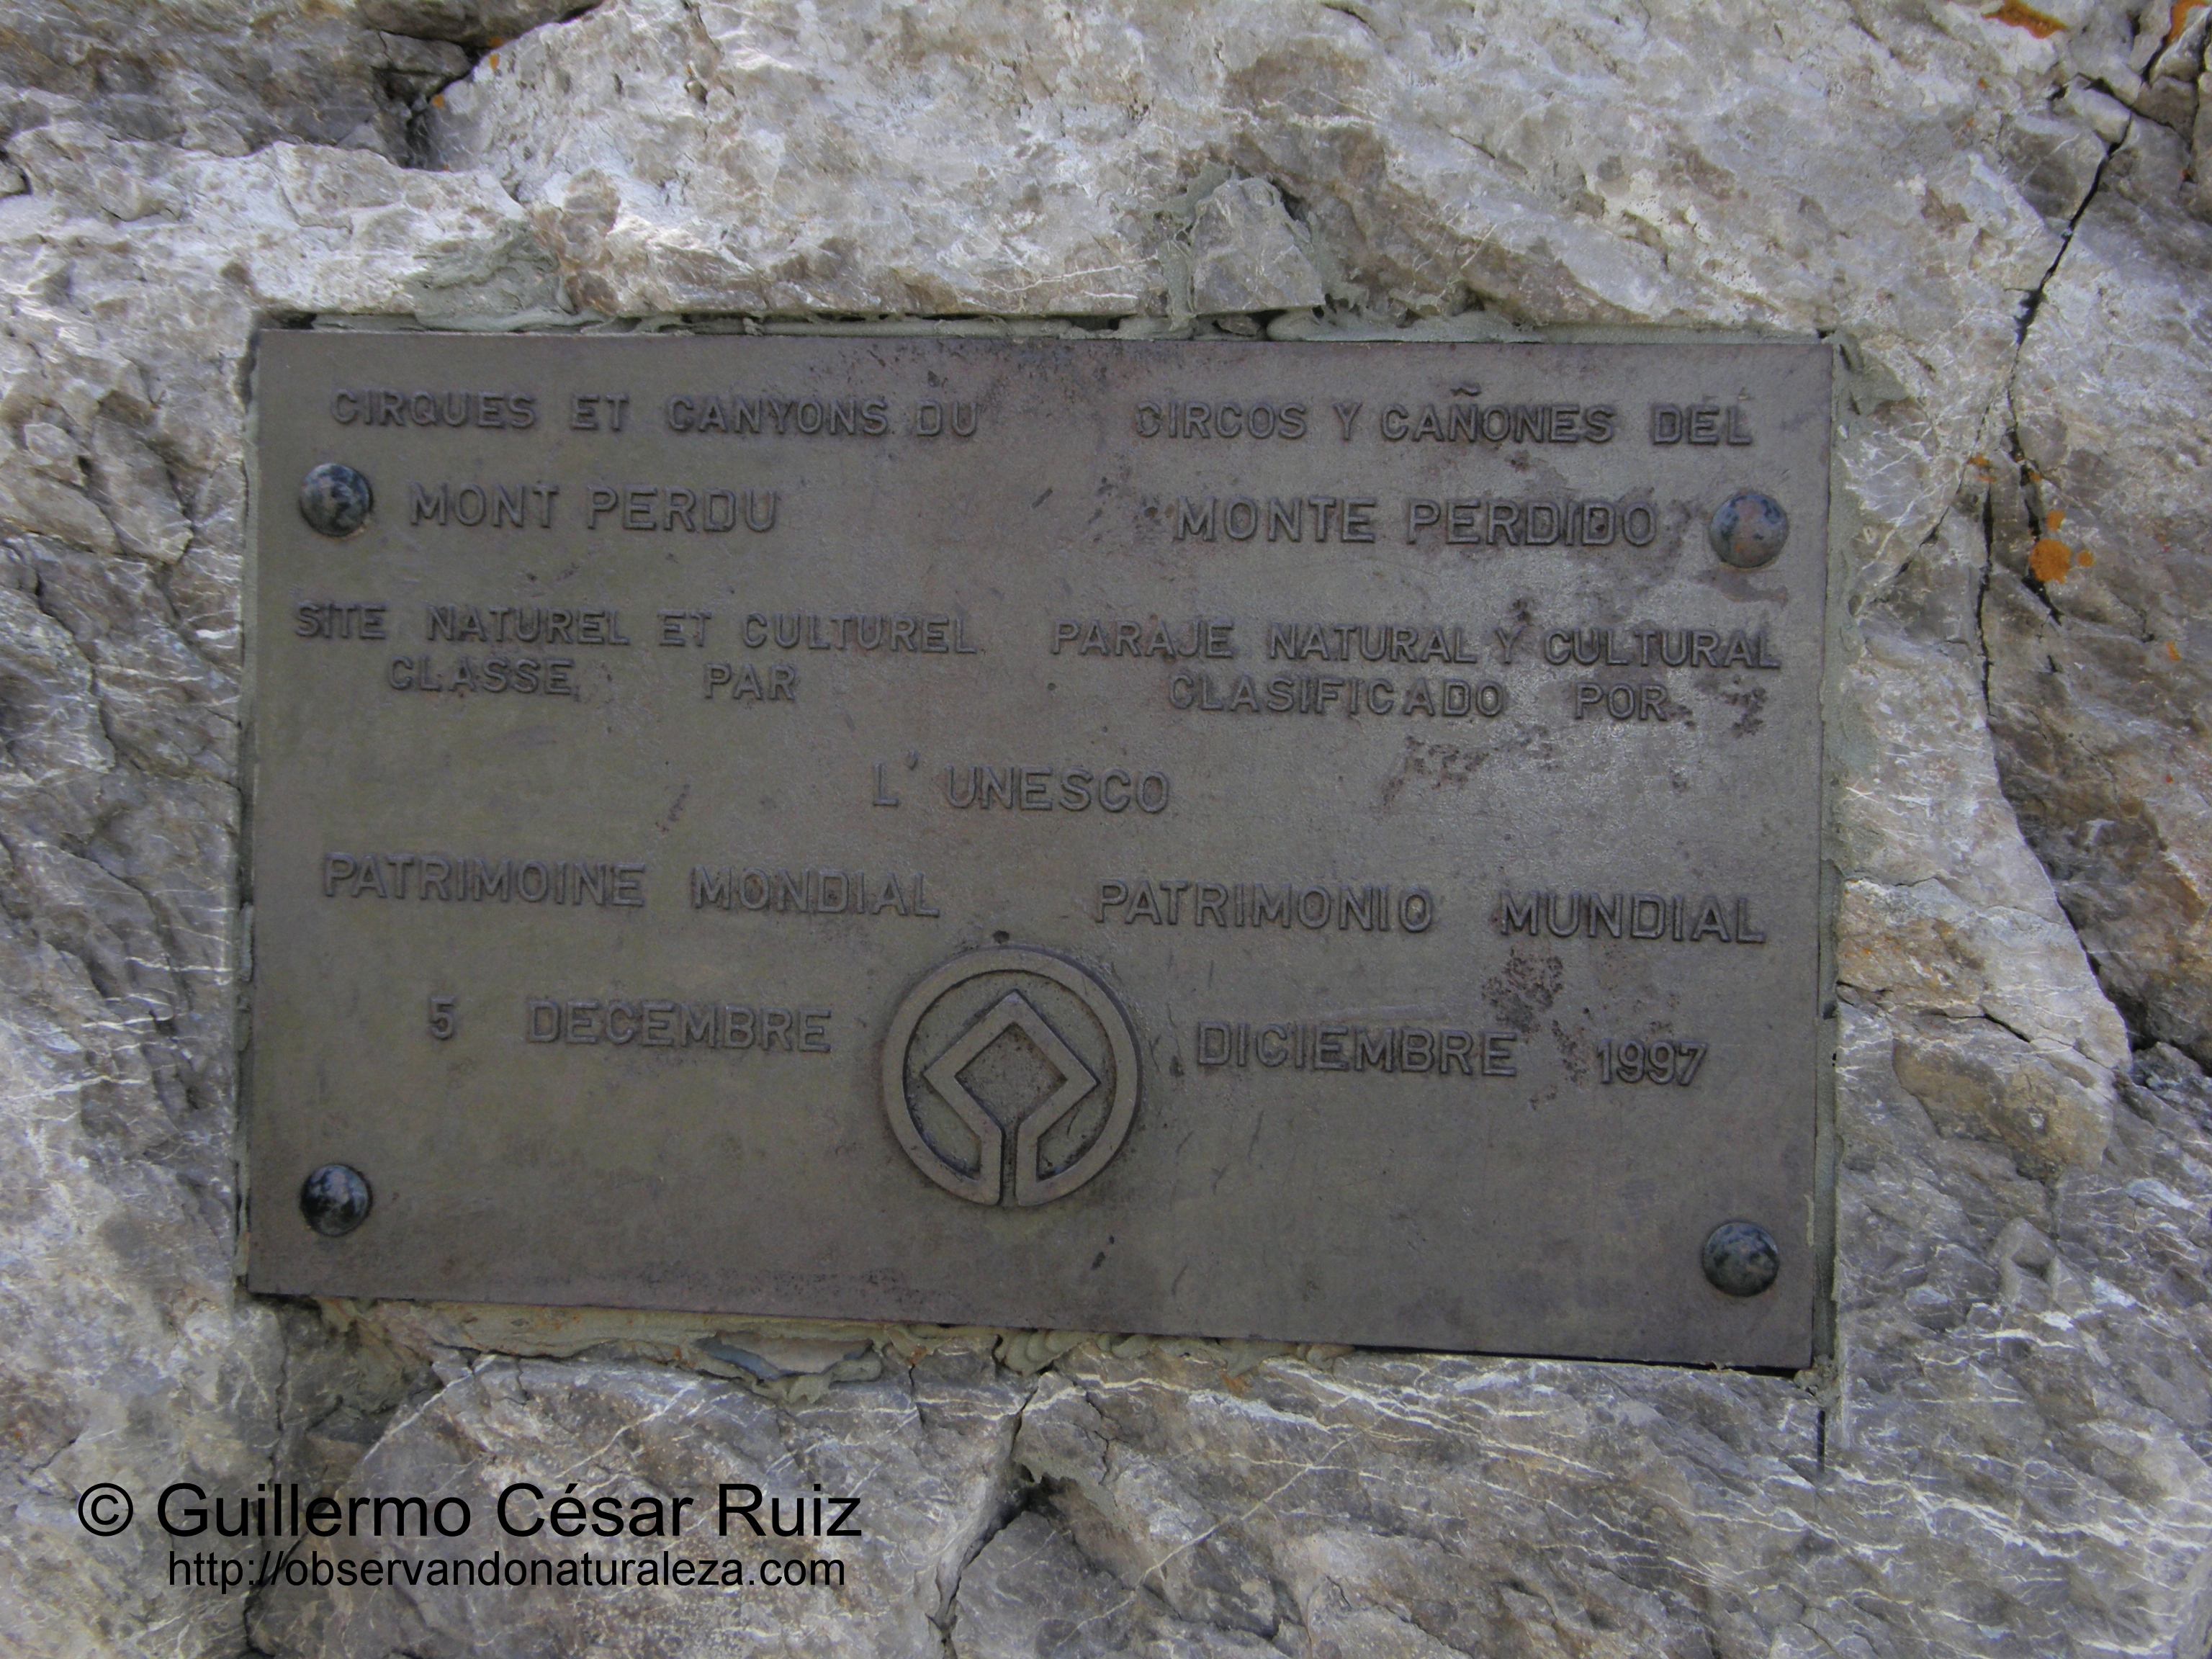 CIRQUES ET CANYONS DU
MONT PERDU
SITE NATUREL ET CULTUREL
CLASSE PAR
CIRCOS Y CAÑONES DEL
MONTE PERDIDO
PARAJE NATURAL Y CULTURAL
CLASIFICADO POR
L' UNESCO
PATRIMOINE MONDIAL
PATRIMONIO MUNDIAL
5 DECEMBRE
DICIEMBRE 1997
© Guillermo César Ruiz
http://observandonaturaleza.com